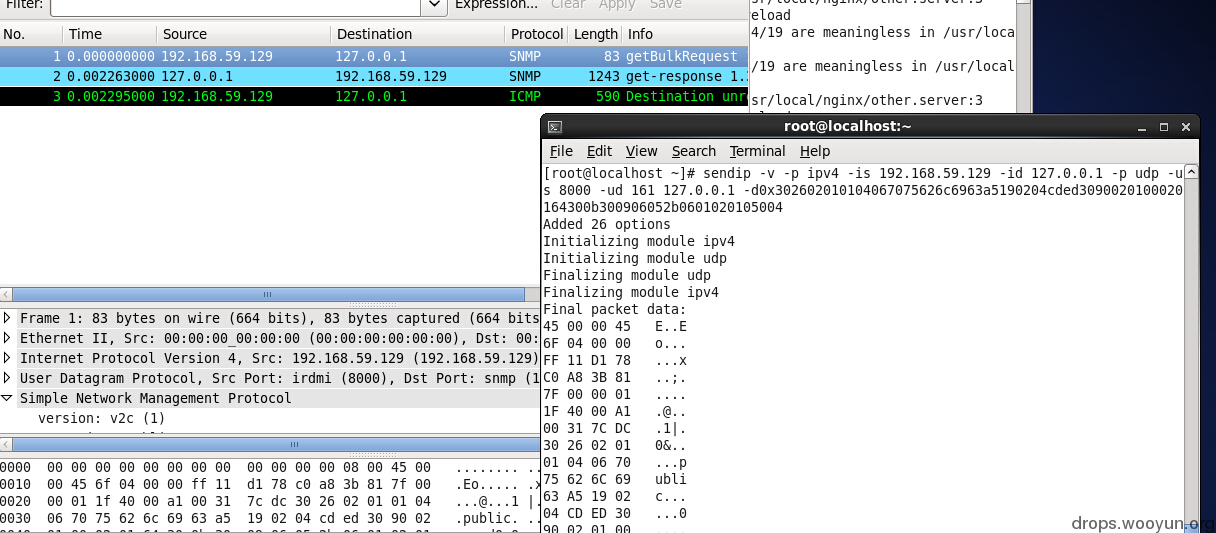 Filter:
Expression... Clear Apply Save
No. Time Source Destination Protocol Length Info
1 0.000000000 192.168.59.129 127.0.0.1 SNMP 83 getBulkRequest
2 0.002263000 127.0.0.1 192.168.59.129 SNMP 1243 get-response 1.
3 0.002295000 192.168.59.129 127.0.0.1 ICMP 590 Destination unr
sr/local/nginx/other.server:3
eload
4/19 are meaningless in /usr/loca
/19 are meaningless in /usr/local
sr/local/nginx/other.server:3
Frame 1: 83 bytes on wire (664 bits), 83 bytes captured (664 bits
Ethernet II, Src: 00:00:00_00:00:00 (00:00:00:00:00:00), Dst: 00:
Internet Protocol Version 4, Src: 192.168.59.129 (192.168.59.129)
User Datagram Protocol, Src Port: irdmi (8000), Dst Port: snmp (1
Simple Network Management Protocol
version: v2c (1)
0000 00 00 00 00 00 00 00 00 00 00 00 00 08 00 45 00 ........ ..
0010 00 45 6f 04 00 00 ff 11 d1 78 c0 a8 3b 81 7f 00 .Eo..... .x
0020 00 01 1f 40 00 a1 00 31 7c dc 30 26 02 01 01 04 ...@...1 |.
0030 06 70 75 62 6c 69 63 a5 19 02 04 cd ed 30 90 02 .public. ..
root@localhost:~
File Edit View Search Terminal Help
[root@localhost ~]# sendip -v -p ipv4 -is 192.168.59.129 -id 127.0.0.1 -p udp -u
s 8000 -ud 161 127.0.0.1 -d0x302602010104067075626c6963a5190204cded3090020100020
164300b300906052b0601020105004
Added 26 options
Initializing module ipv4
Initializing module udp
Finalizing module udp
Finalizing module ipv4
Final packet data:
45 00 00 45 E..E
6F 04 00 00 o...
FF 11 D1 78 ...x
C0 A8 3B 81 ..;.
7F 00 00 01 ....
1F 40 00 A1 .@..
00 31 7C DC .1|.
30 26 02 01 0&..
01 04 06 70 ...p
75 62 6C 69 ubli
63 A5 19 02 c...
04 CD ED 30 ...0
90 02 01 00 ....
drops.wooyun.org